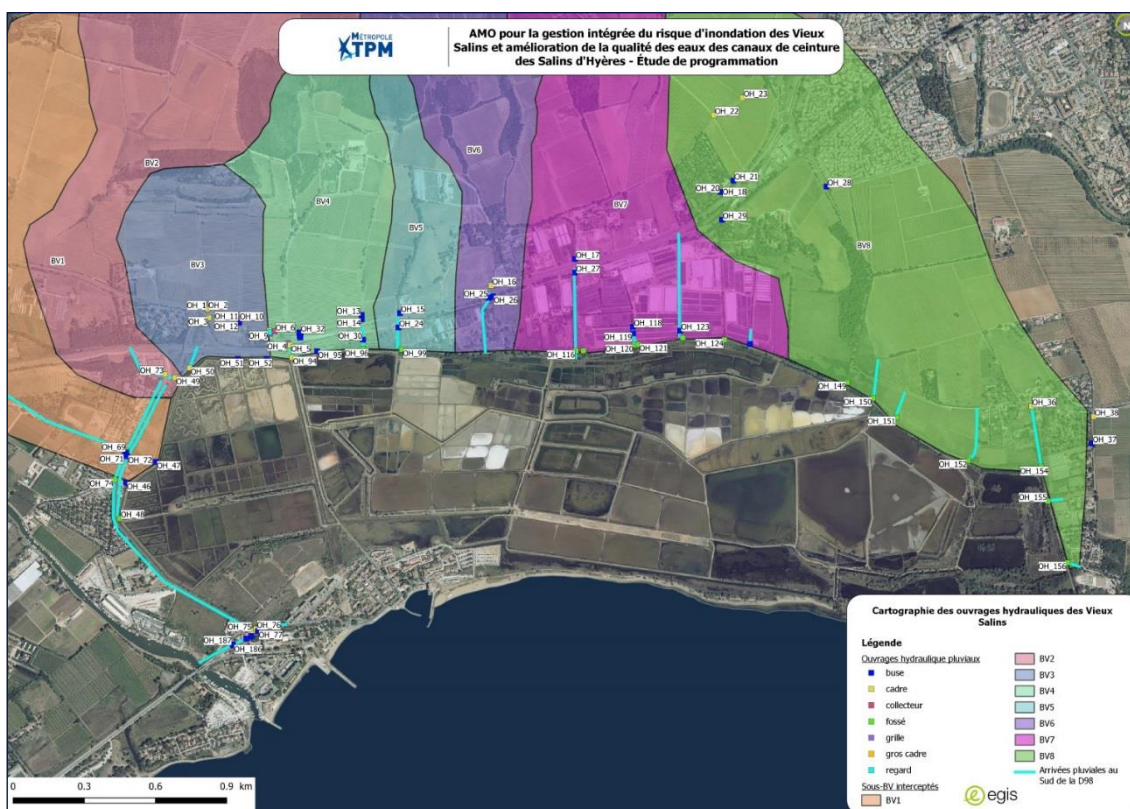 MÉTROPOLE
TPM
AMO pour la gestion intégrée du risque d'inondation des Vieux
Salins et amélioration de la qualité des eaux des canaux de ceinture
des Salins d'Hyères - Étude de programmation
N
OH_23
OH_22
BV2
BV6
OH_21
OH_20
OH_18
OH_28
BV4
BV7
OH_29
BV5
BV8
BV1
BV3
OH_17
OH_27
OH_16
OH_25
OH_26
OH_1
OH_2
OH_11
OH_10
OH_3
OH_12
OH_9
OH_6
OH_32
OH_13
OH_15
OH_14
OH_24
OH_118
OH_123
OH_30
OH_119
OH_4
OH_5
OH_120
OH_121
OH_124
OH_51
OH_52
OH_94
OH_95
OH_96
OH_99
OH_116
OH_73
OH_50
OH_49
OH_149
OH_150
OH_151
OH_36
OH_38
OH_37
OH_69
OH_71
OH_72
OH_47
OH_74
OH_46
OH_152
OH_154
OH_155
OH_48
OH_156
OH_75
OH_76
OH_77
OH_187
OH_186
Cartographie des ouvrages hydrauliques des Vieux
Salins
Légende
Ouvrages hydraulique pluviaux
buse
cadre
collecteur
fossé
grille
gros cadre
regard
Sous-BV interceptés
BV1
BV2
BV3
BV4
BV5
BV6
BV7
BV8
Arrivées pluviales au
Sud de la D98
egis
0 0.3 0.6 0.9 km